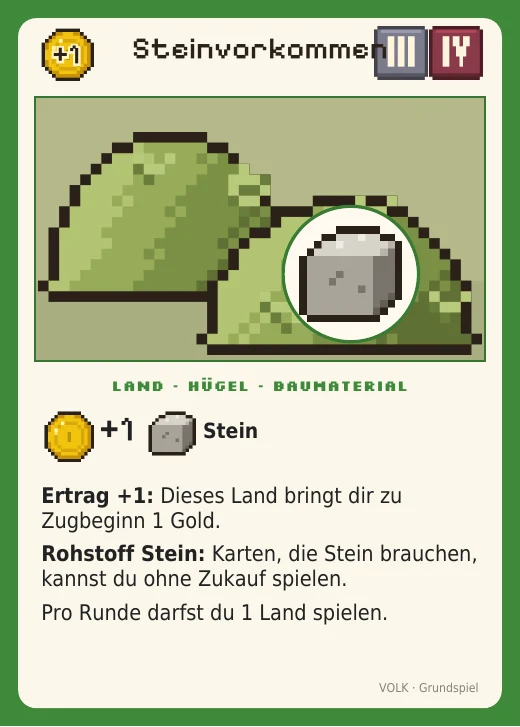 +1 Steinvorkommen III IV
LAND · HÜGEL · BAUMATERIAL
+1 Stein
Ertrag +1: Dieses Land bringt dir zu
Zugbeginn 1 Gold.
Rohstoff Stein: Karten, die Stein brauchen,
kannst du ohne Zukauf spielen.
Pro Runde darfst du 1 Land spielen.
VOLK · Grundspiel